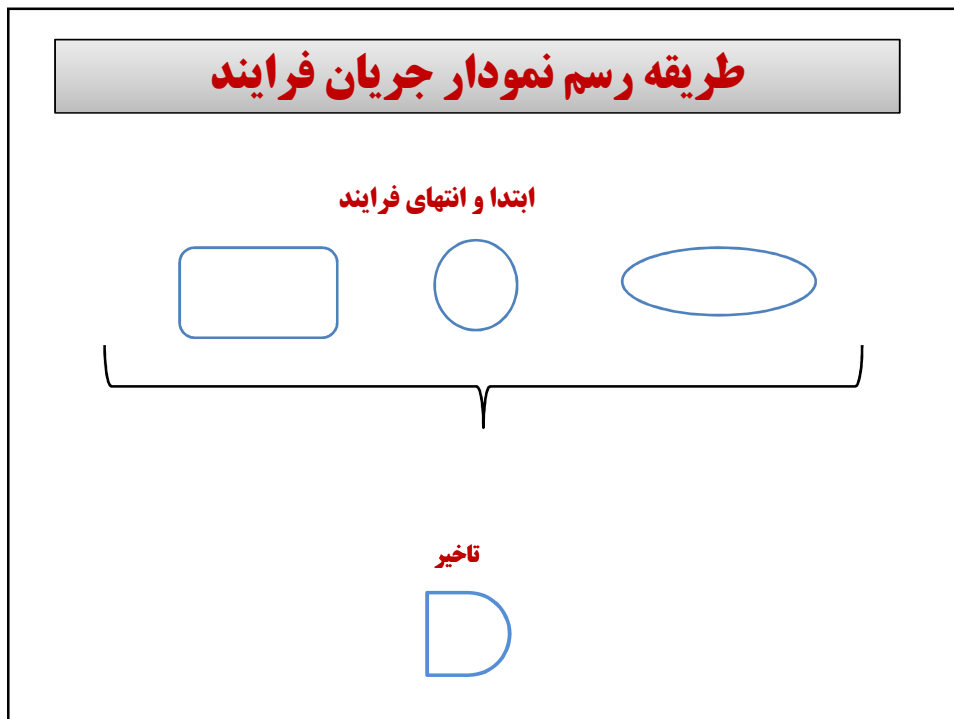 طریقه رسم نمودار جریان فرایند
ابتدا و انتهای فرایند
تاخیر